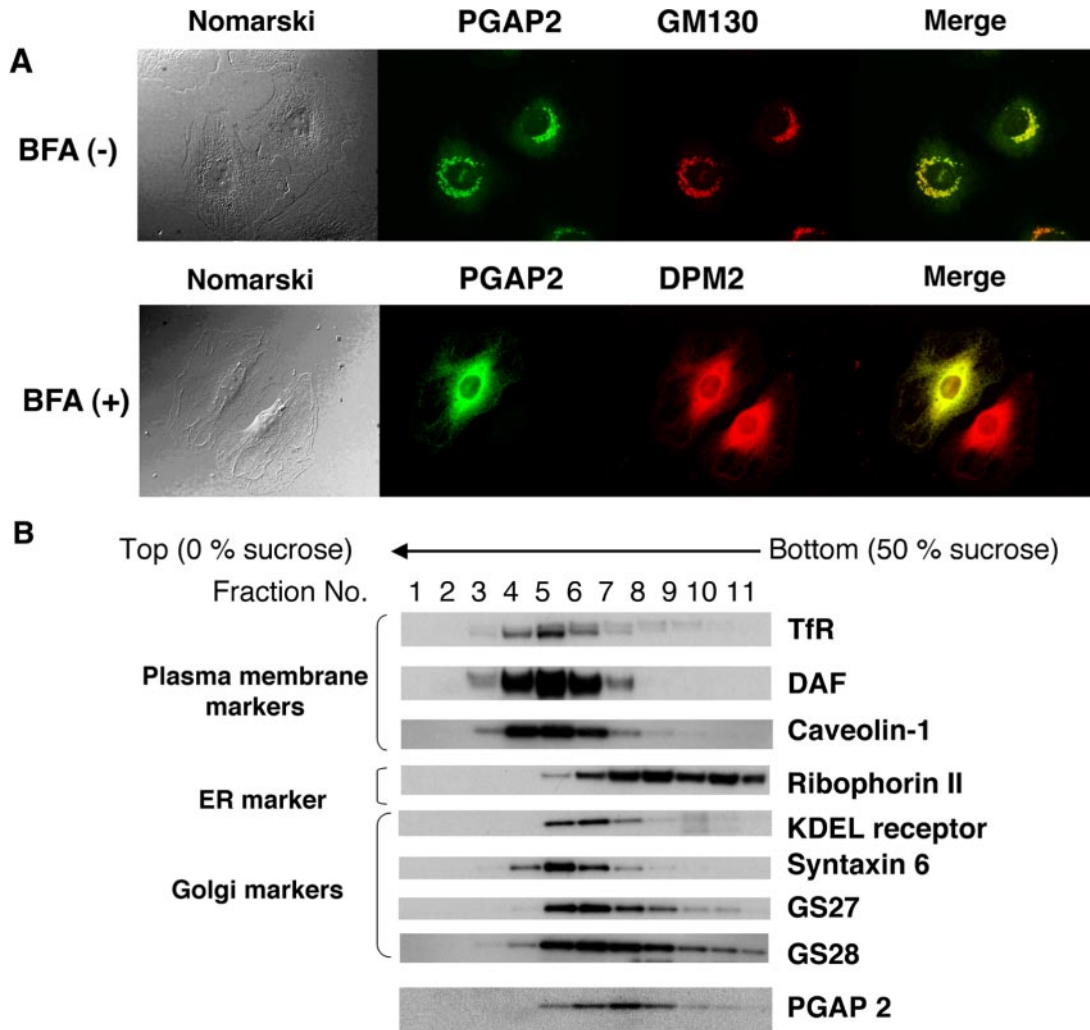 Nomarski PGAP2 GM130 Merge
A
BFA (-)
Nomarski PGAP2 DPM2 Merge
BFA (+)
B
Top (0 % sucrose) Bottom (50 % sucrose)
Fraction No. 1 2 3 4 5 6 7 8 9 10 11
TfR
Plasma membrane
markers
DAF
Caveolin-1
ER marker
Ribophorin II
KDEL receptor
Golgi markers
Syntaxin 6
GS27
GS28
PGAP 2